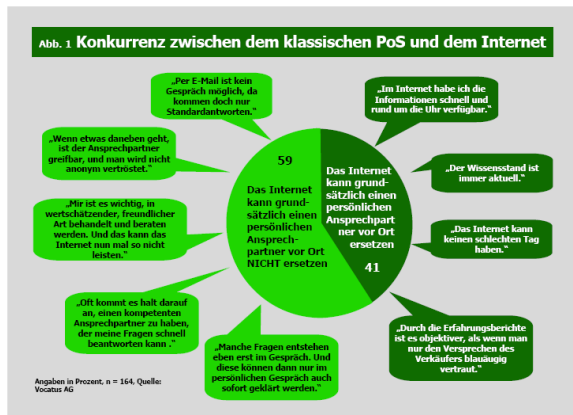 Abb. 1 Konkurrenz zwischen dem klassischen PoS und dem Internet
„Per E-Mail ist kein
Gespräch möglich, da
kommen doch nur
Standardantworten.“
„Im Internet habe ich die
Informationen schnell und
rund um die Uhr verfügbar.“
„Wenn etwas daneben geht,
ist der Ansprechpartner
greifbar, und man wird nicht
anonym vertröstet.“
59
Das Internet
kann grund-
sätzlich einen
persönlichen
Ansprech-
partner vor Ort
NICHT ersetzen
Das Internet
kann grund-
sätzlich einen
persönlichen
Ansprechpart
ner vor Ort
ersetzen
41
„Der Wissensstand ist
immer aktuell.“
„Mir ist es wichtig, in
wertschätzender, freundlicher
Art behandelt und beraten
werden. Und das kann das
Internet nun mal so nicht
leisten.“
„Das Internet kann
keinen schlechten Tag
haben.“
„Oft kommt es halt darauf
an, einen kompetenten
Ansprechpartner zu haben,
der meine Fragen schnell
beantworten kann .“
„Manche Fragen entstehen
eben erst im Gespräch. Und
diese können dann nur im
persönlichen Gespräch auch
sofort geklärt werden.“
„Durch die Erfahrungsberichte
ist es objektiver, als wenn man
nur den Versprechen des
Verkäufers blauäugig
vertraut.“
Angaben in Prozent, n = 164, Quelle:
Vocatus AG